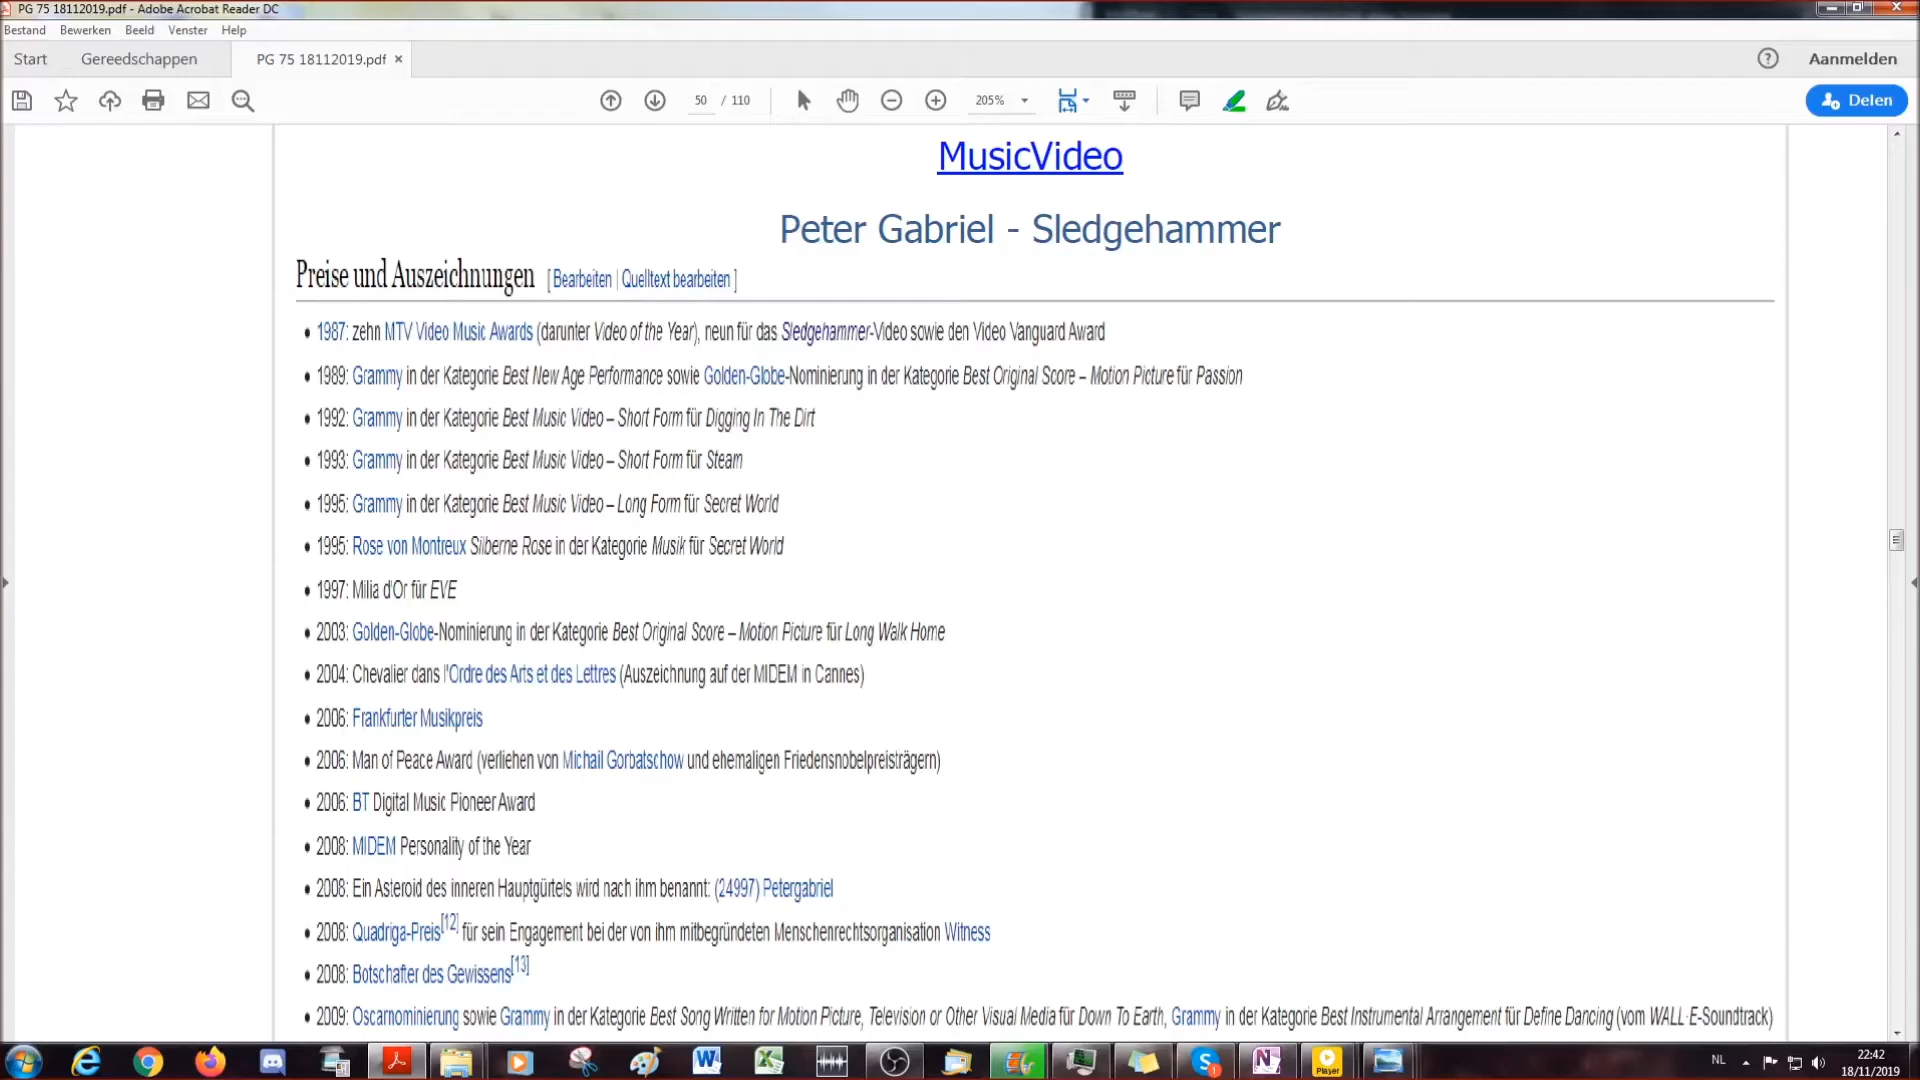 PG 75 18112019.pdf - Adobe Acrobat Reader DC
Bestand Bewerken Beeld Venster Help
Start Gereedschappen PG 75 18112019.pdf × Aanmelden
50 / 110 205% Delen
MusicVideo
Peter Gabriel - Sledgehammer
Preise und Auszeichnungen [ Bearbeiten | Quelltext bearbeiten ]
• 1987: zehn MTV Video Music Awards (darunter Video of the Year), neun für das Sledgehammer-Video sowie den Video Vanguard Award
• 1989: Grammy in der Kategorie Best New Age Performance sowie Golden-Globe-Nominierung in der Kategorie Best Original Score – Motion Picture für Passion
• 1992: Grammy in der Kategorie Best Music Video – Short Form für Digging In The Dirt
• 1993: Grammy in der Kategorie Best Music Video – Short Form für Steam
• 1995: Grammy in der Kategorie Best Music Video – Long Form für Secret World
• 1995: Rose von Montreux Silberne Rose in der Kategorie Musik für Secret World
• 1997: Milia d'Or für EVE
• 2003: Golden-Globe-Nominierung in der Kategorie Best Original Score – Motion Picture für Long Walk Home
• 2004: Chevalier dans l'Ordre des Arts et des Lettres (Auszeichnung auf der MIDEM in Cannes)
• 2006: Frankfurter Musikpreis
• 2006: Man of Peace Award (verliehen von Michail Gorbatschow und ehemaligen Friedensnobelpreisträgern)
• 2006: BT Digital Music Pioneer Award
• 2008: MIDEM Personality of the Year
• 2008: Ein Asteroid des inneren Hauptgürtels wird nach ihm benannt: (24997) Petergabriel
• 2008: Quadriga-Preis[12] für sein Engagement bei der von ihm mitbegründeten Menschenrechtsorganisation Witness
• 2008: Botschafter des Gewissens[13]
• 2009: Oscarnominierung sowie Grammy in der Kategorie Best Song Written for Motion Picture, Television or Other Visual Media für Down To Earth, Grammy in der Kategorie Best Instrumental Arrangement für Define Dancing (vom WALL·E-Soundtrack)
Player
NL
22:42
18/11/2019